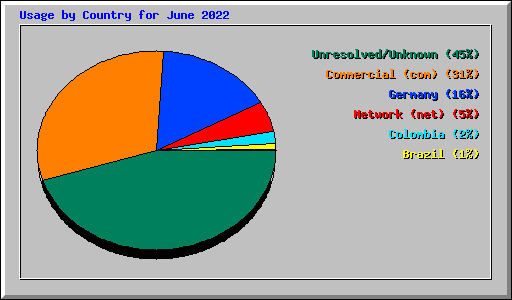 Usage by Country for June 2022
Unresolved/Unknown (45%)
Commercial (com) (31%)
Germany (16%)
Network (net) (5%)
Colombia (2%)
Brazil (1%)